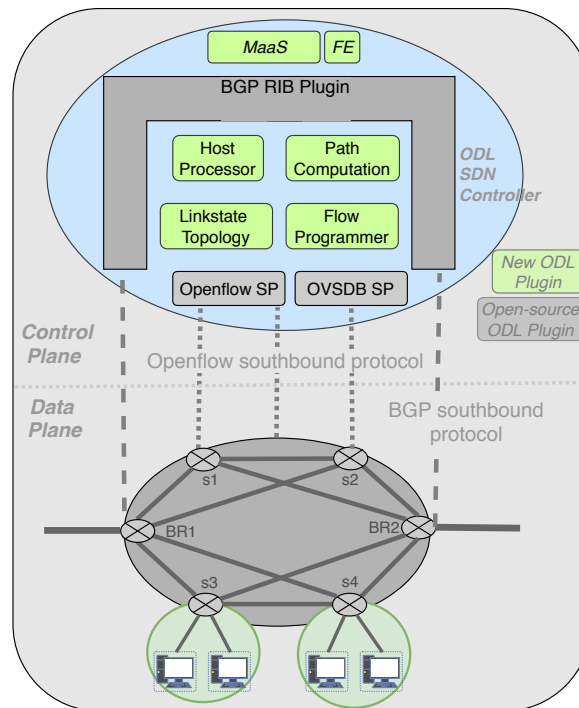 MaaS
FE
BGP RIB Plugin
Host
Processor
Path
Computation
ODL
SDN
Controller
Linkstate
Topology
Flow
Programmer
New ODL
Plugin
Openflow SP
OVSDB SP
Open-source
ODL Plugin
Control
Plane
Openflow southbound protocol
Data
Plane
BGP southbound
protocol
s1
s2
BR1
BR2
s3
s4